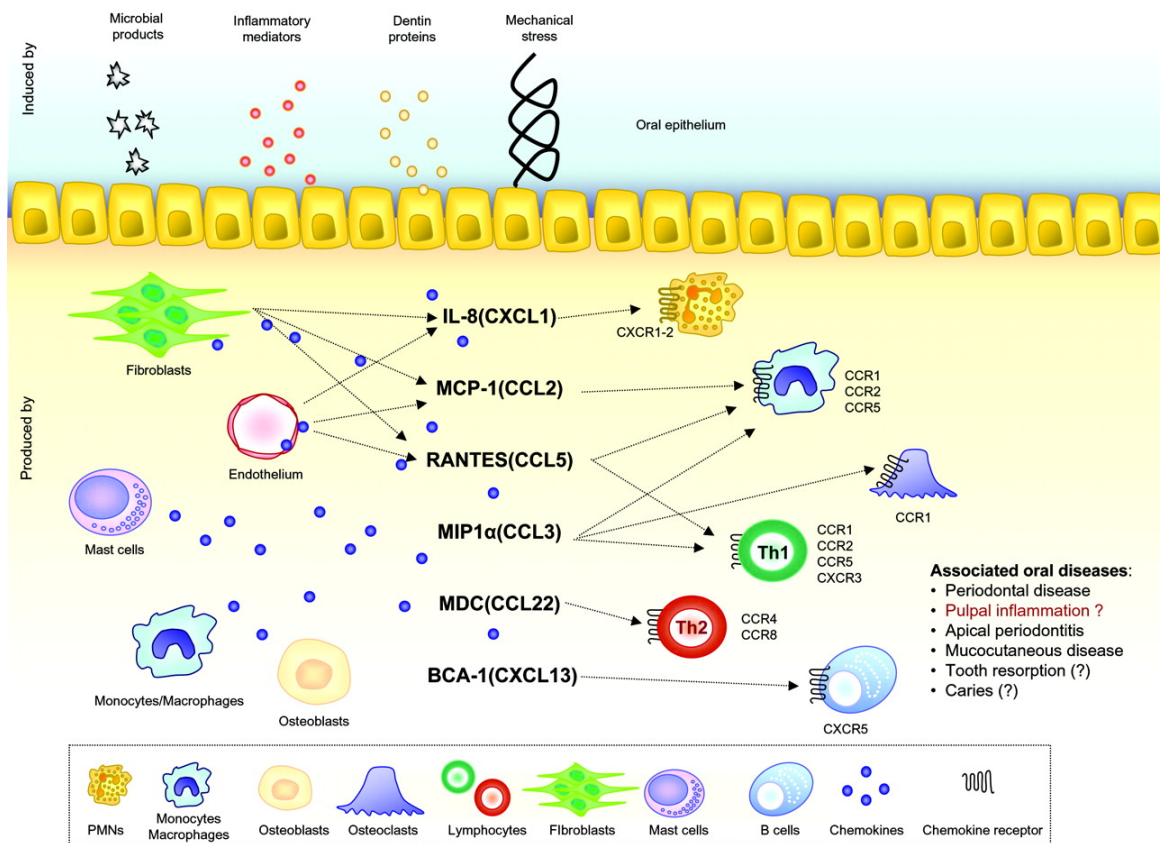 Microbial
products
Inflammatory
mediators
Dentin
proteins
Mechanical
stress
Induced by
Oral epithelium
Produced by
Fibroblasts
IL-8(CXCL1)
CXCR1-2
MCP-1(CCL2)
CCR1
CCR2
CCR5
Endothelium
RANTES(CCL5)
CCR1
Mast cells
MIP1α(CCL3)
Th1
CCR1
CCR2
CCR5
CXCR3
MDC(CCL22)
Th2
CCR4
CCR8
Monocytes/Macrophages
Osteoblasts
BCA-1(CXCL13)
CXCR5
Associated oral diseases:
• Periodontal disease
• Pulpal inflammation ?
• Apical periodontitis
• Mucocutaneous disease
• Tooth resorption (?)
• Caries (?)
PMNs
Monocytes
Macrophages
Osteoblasts
Osteoclasts
Lymphocytes
FIbroblasts
Mast cells
B cells
Chemokines
Chemokine receptor